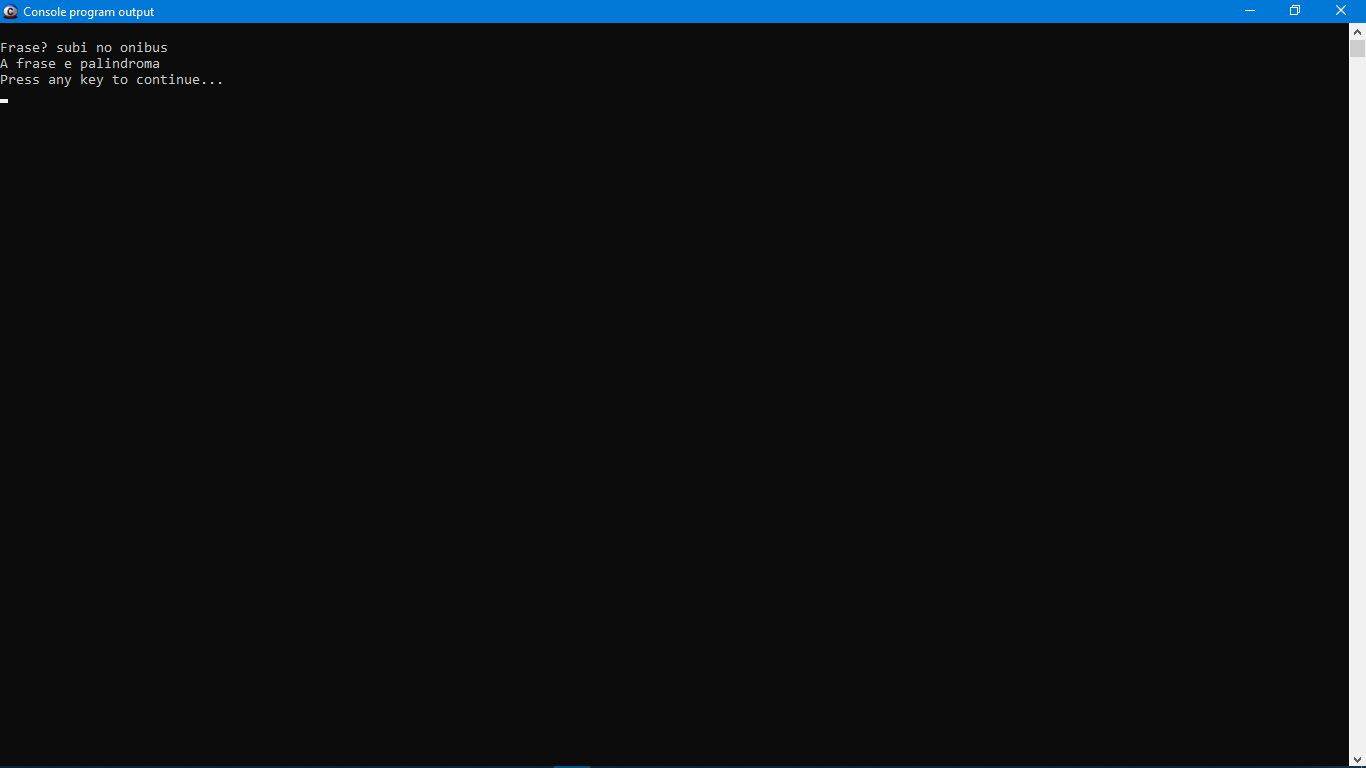 Console program output
Frase? subi no onibus
A frase e palindroma
Press any key to continue...